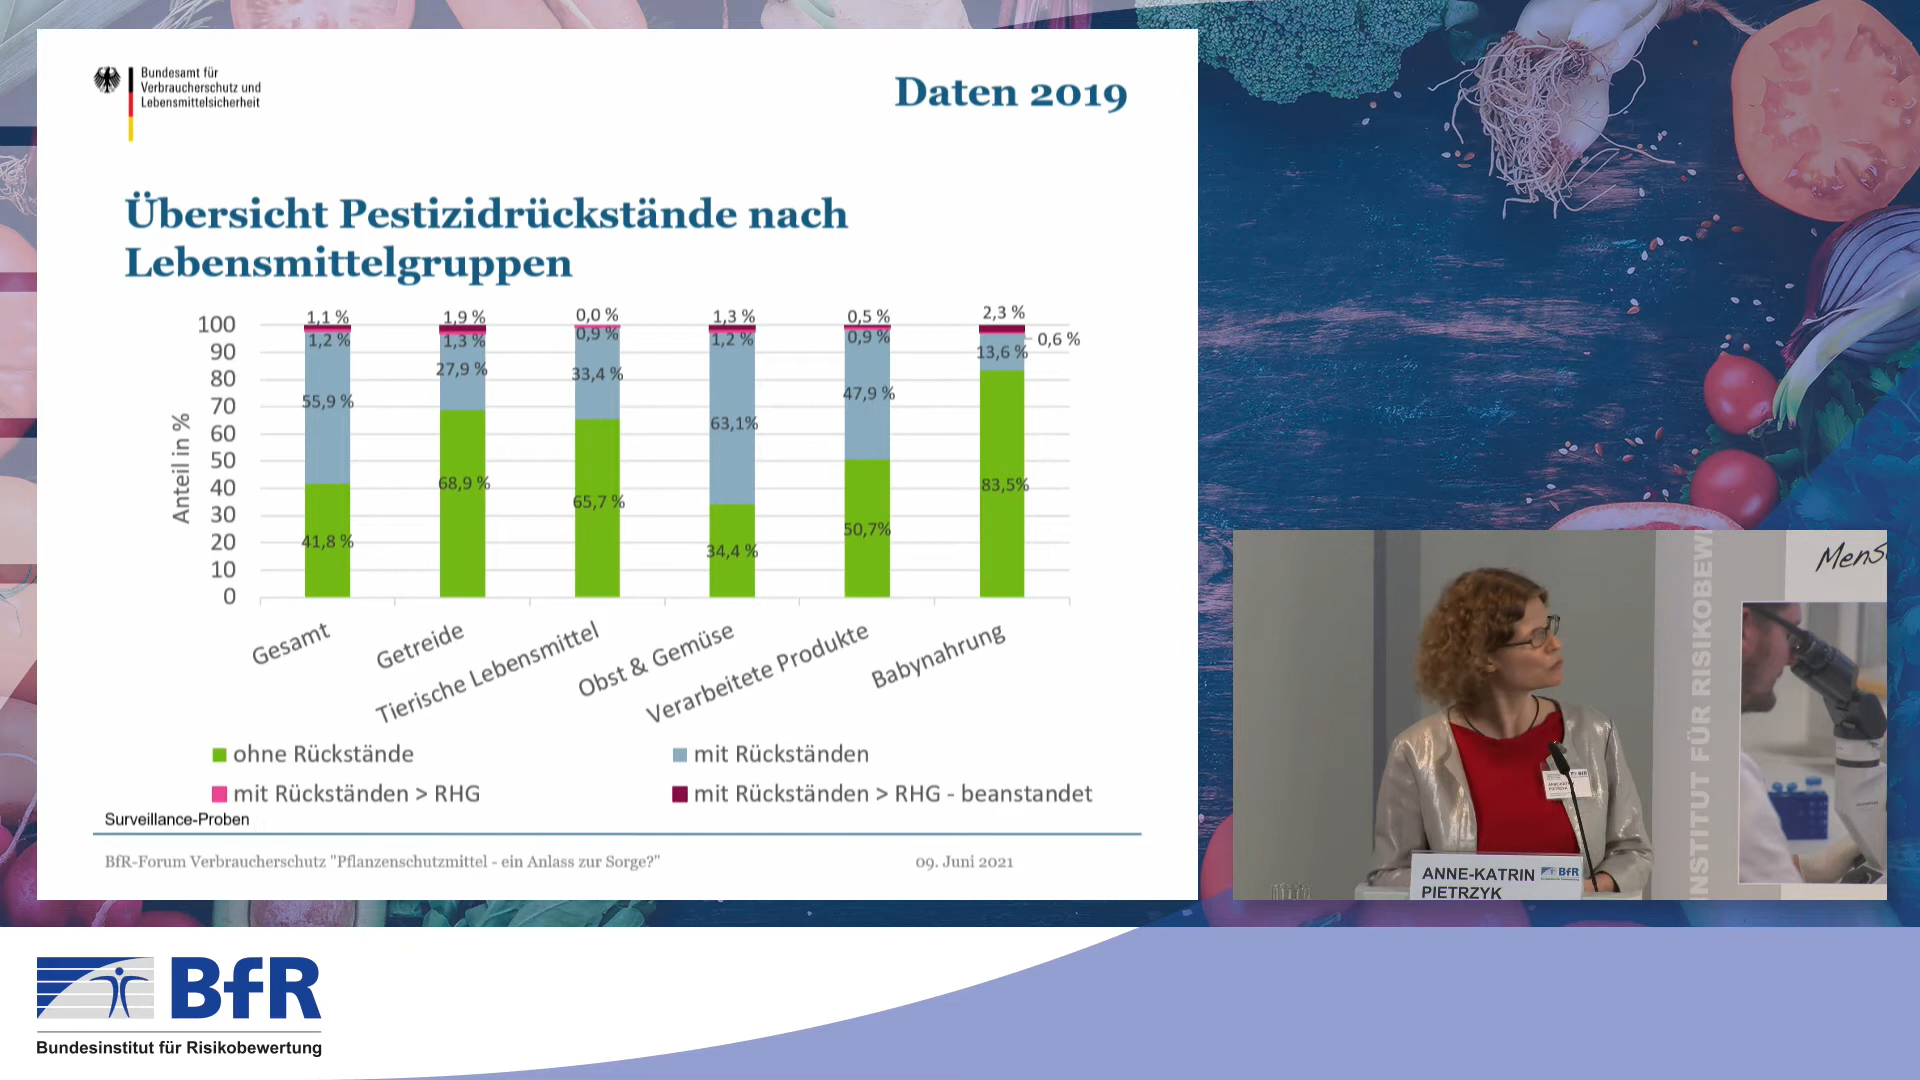 Bundesamt für
Verbraucherschutz und
Lebensmittelsicherheit
Daten 2019
Übersicht Pestizidrückstände nach
Lebensmittelgruppen
Anteil in %
100
90
80
70
60
50
40
30
20
10
0
1,1 %
1,2 %
55,9 %
41,8 %
1,9 %
1,3 %
27,9 %
68,9 %
0,0 %
0,9 %
33,4 %
65,7 %
1,3 %
1,2 %
63,1%
34,4 %
0,5 %
0,9 %
47,9 %
50,7%
2,3 %
0,6 %
13,6 %
83,5%
Gesamt
Getreide
Tierische Lebensmittel
Obst & Gemüse
Verarbeitete Produkte
Babynahrung
ohne Rückstände
mit Rückständen
mit Rückständen > RHG
mit Rückständen > RHG - beanstandet
Surveillance-Proben
BfR-Forum Verbraucherschutz "Pflanzenschutzmittel - ein Anlass zur Sorge?"
09. Juni 2021
Mens
INSTITUT FÜR RISIKOBEW
BfR
PIETRZYK
ANNE-KATRIN BfR
PIETRZYK
BfR
Bundesinstitut für Risikobewertung